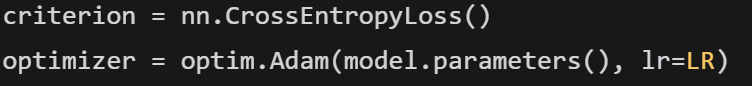 criterion = nn.CrossEntropyLoss()
optimizer = optim.Adam(model.parameters(), lr=LR)